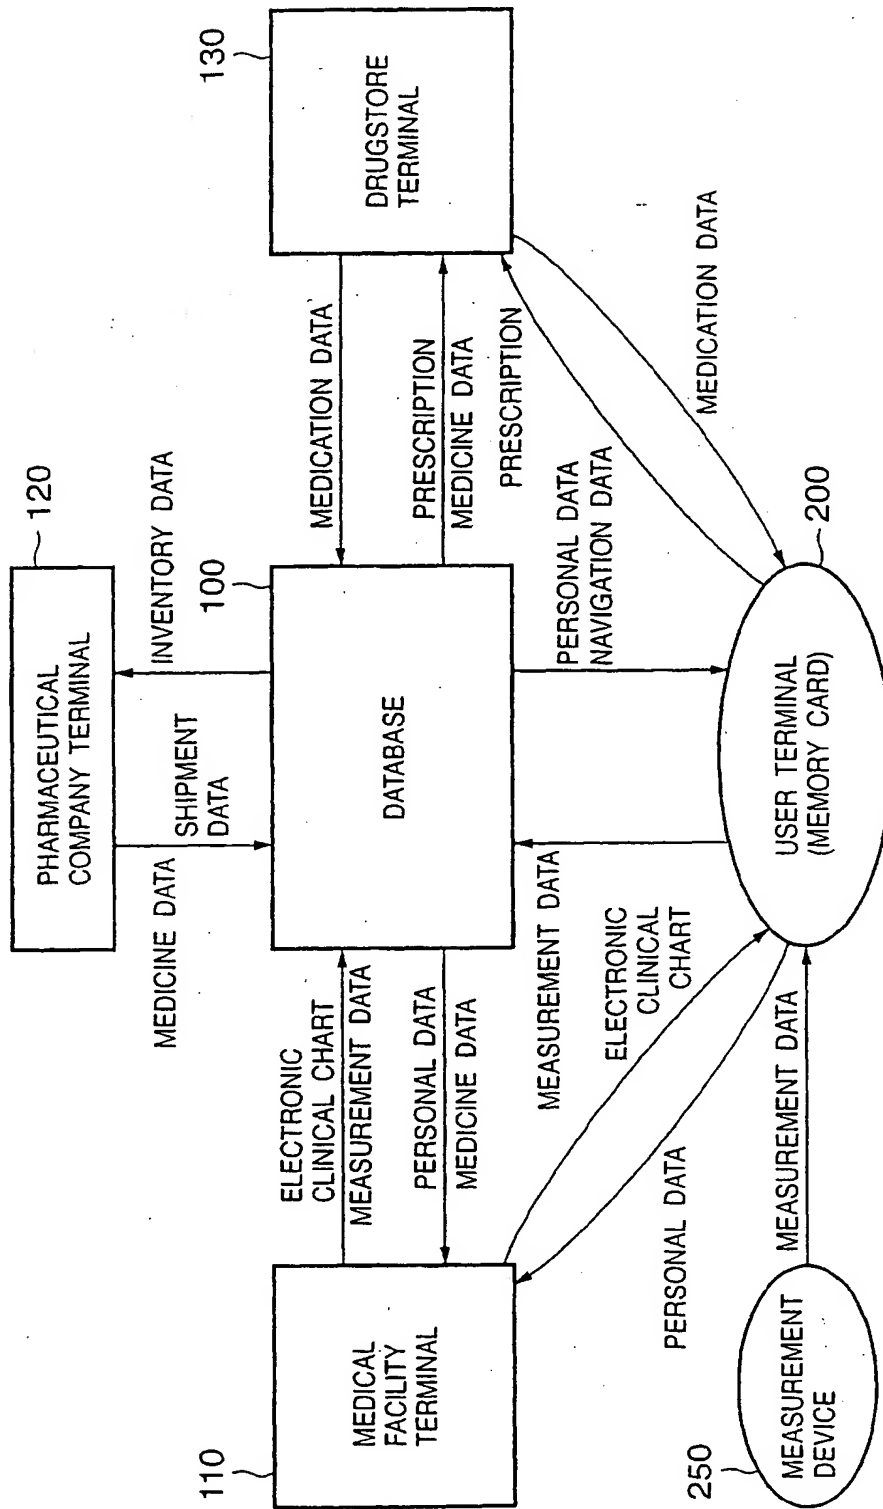 120
PHARMACEUTICAL
COMPANY TERMINAL
MEDICINE DATA
SHIPMENT
DATA
INVENTORY DATA
110
MEDICAL
FACILITY
TERMINAL
ELECTRONIC
CLINICAL CHART
MEASUREMENT DATA
PERSONAL DATA
MEDICINE DATA
100
DATABASE
MEDICATION DATA
PRESCRIPTION
MEDICINE DATA
130
DRUGSTORE
TERMINAL
MEASUREMENT DATA
ELECTRONIC
CLINICAL
CHART
PERSONAL DATA
PERSONAL DATA
NAVIGATION DATA
PRESCRIPTION
MEDICATION DATA
250
MEASUREMENT
DEVICE
MEASUREMENT DATA
200
USER TERMINAL
(MEMORY CARD)